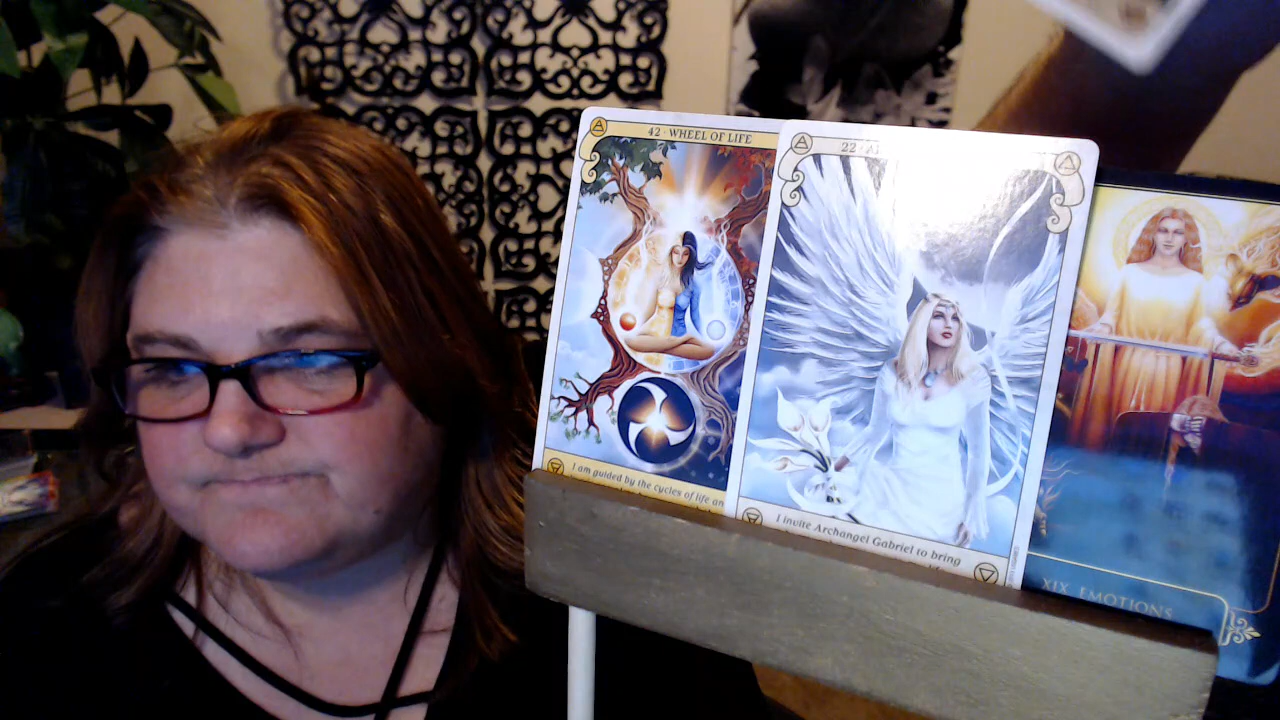 42 · WHEEL OF LIFE
I am guided by the cycles of life an
22 · A
I invite Archangel Gabriel to bring
XIX EMOTIONS